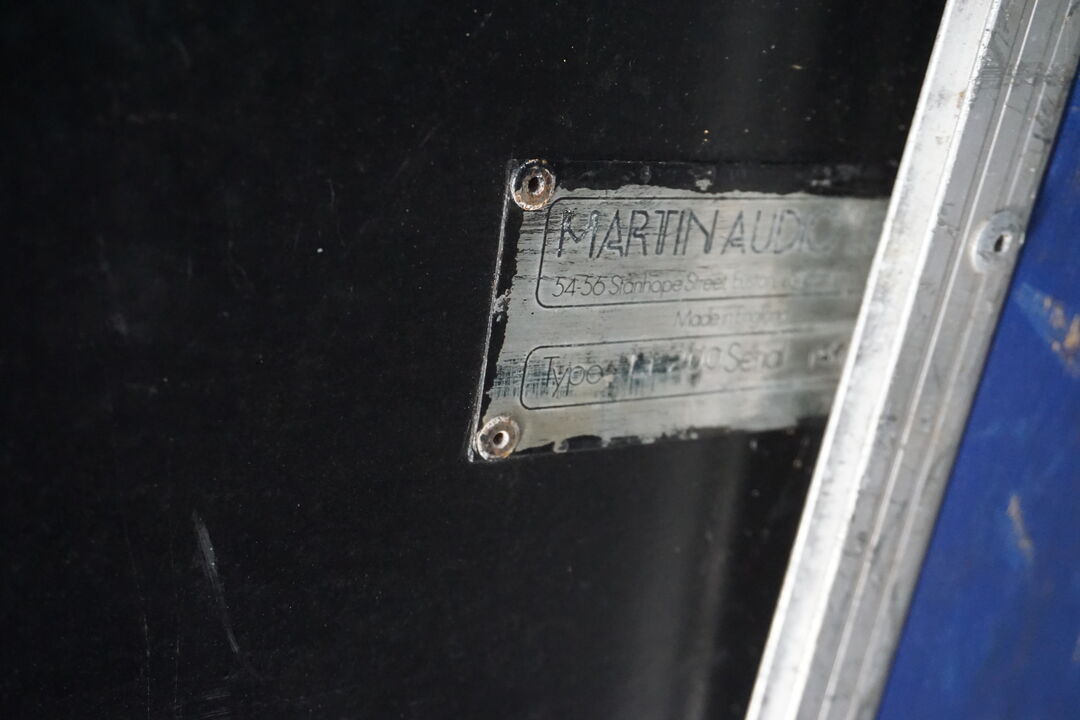 MARTIN AUDIO
54-56 Stanhope Street
Made in England
Type Serial